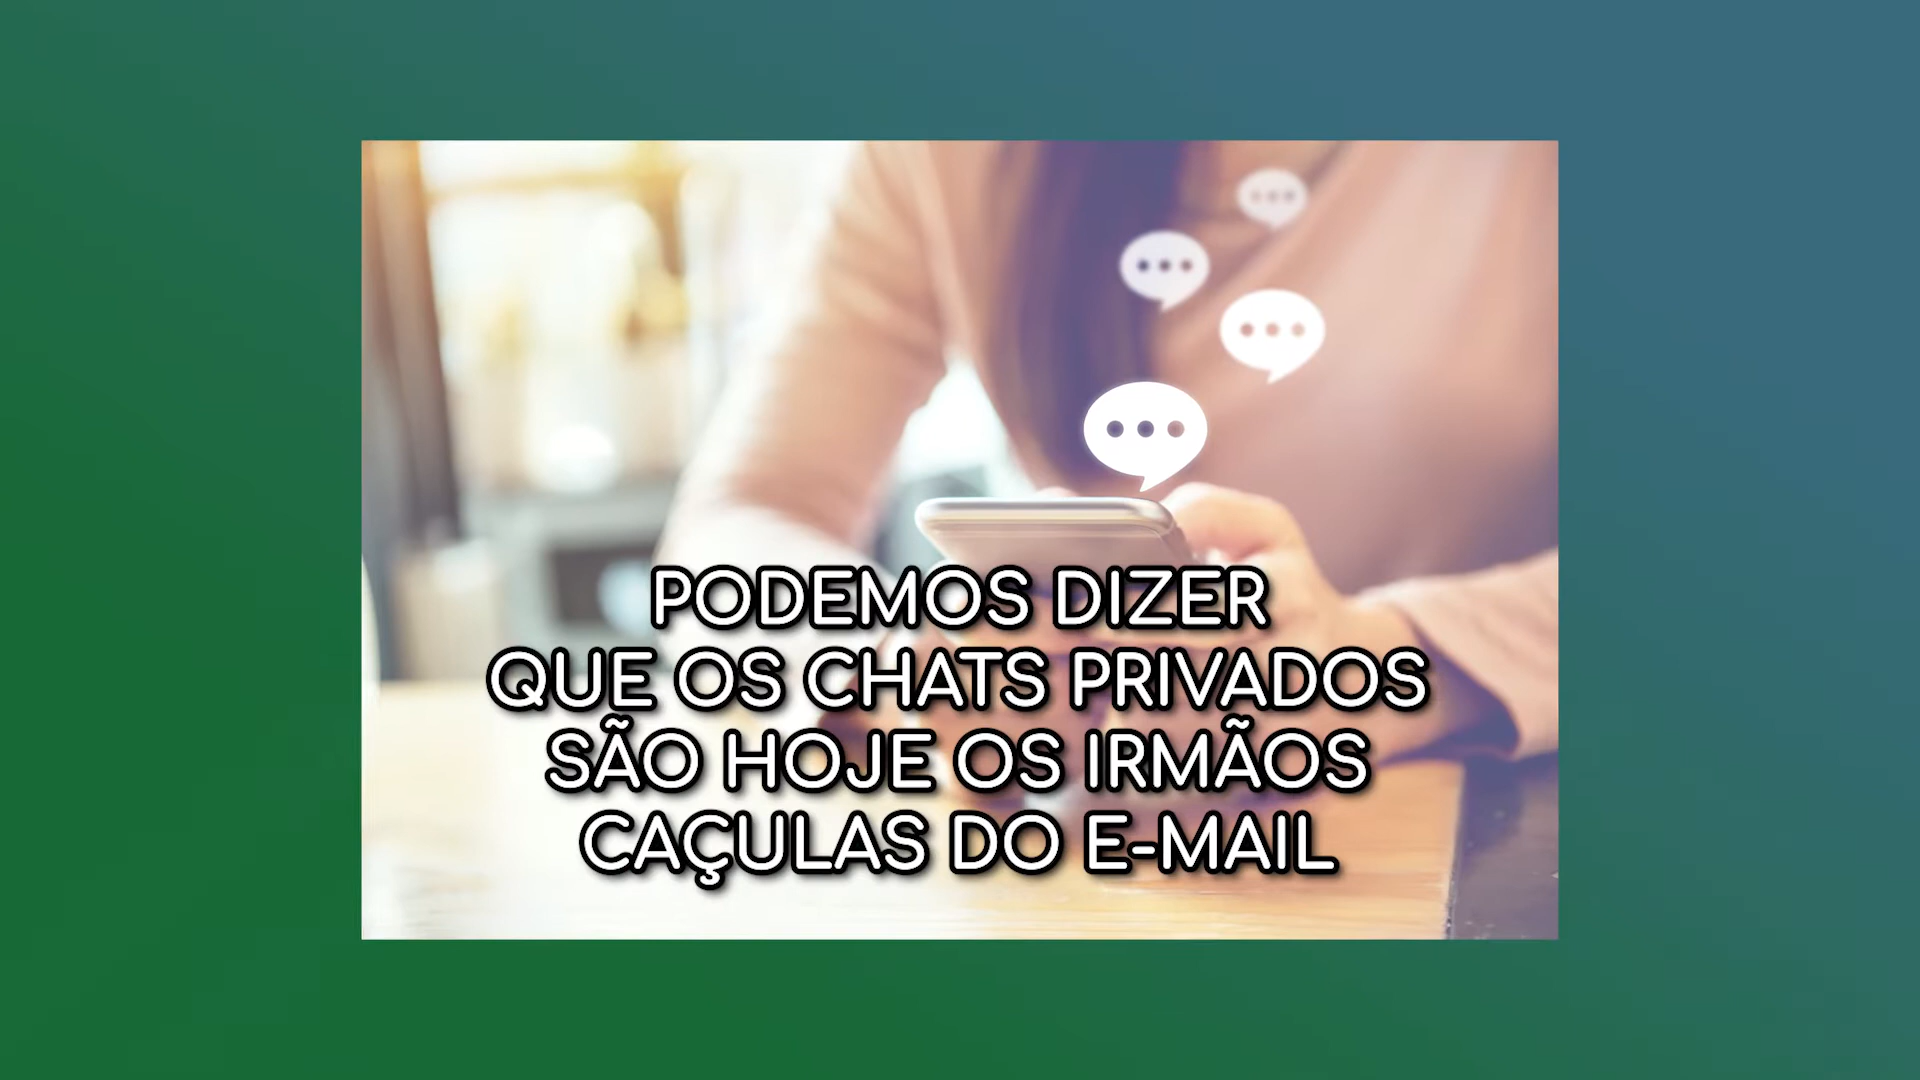 PODEMOS DIZER
QUE OS CHATS PRIVADOS
SÃO HOJE OS IRMÃOS
CAÇULAS DO E-MAIL